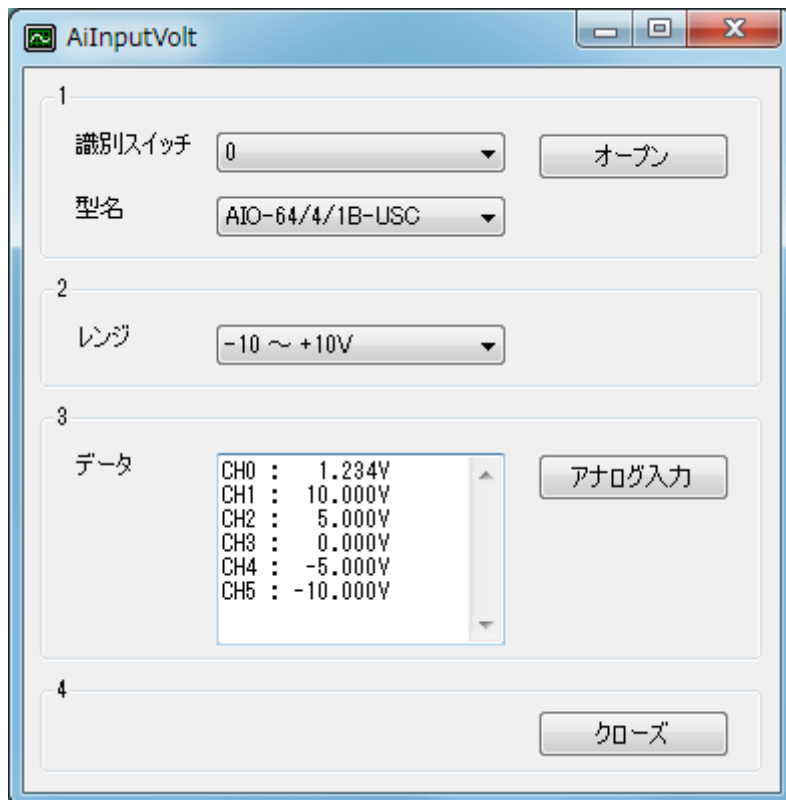 AiInputVolt
1
識別スイッチ 0 オープン
型名 AIO-64/4/1B-USC
2
レンジ -10 ～ +10V
3
データ アナログ入力
CH0 : 1.234V
CH1 : 10.000V
CH2 : 5.000V
CH3 : 0.000V
CH4 : -5.000V
CH5 : -10.000V
4
クローズ